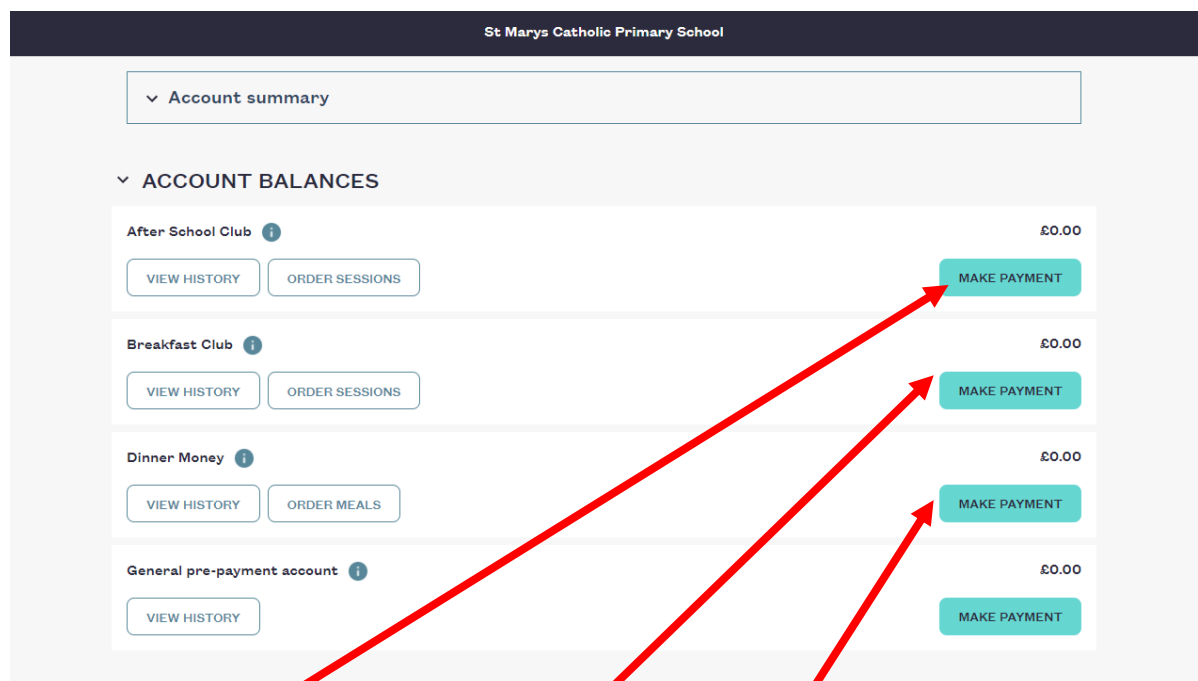 St Marys Catholic Primary School
Account summary
ACCOUNT BALANCES
After School Club i £0.00
VIEW HISTORY ORDER SESSIONS MAKE PAYMENT
Breakfast Club i £0.00
VIEW HISTORY ORDER SESSIONS MAKE PAYMENT
Dinner Money i £0.00
VIEW HISTORY ORDER MEALS MAKE PAYMENT
General pre-payment account i £0.00
VIEW HISTORY MAKE PAYMENT